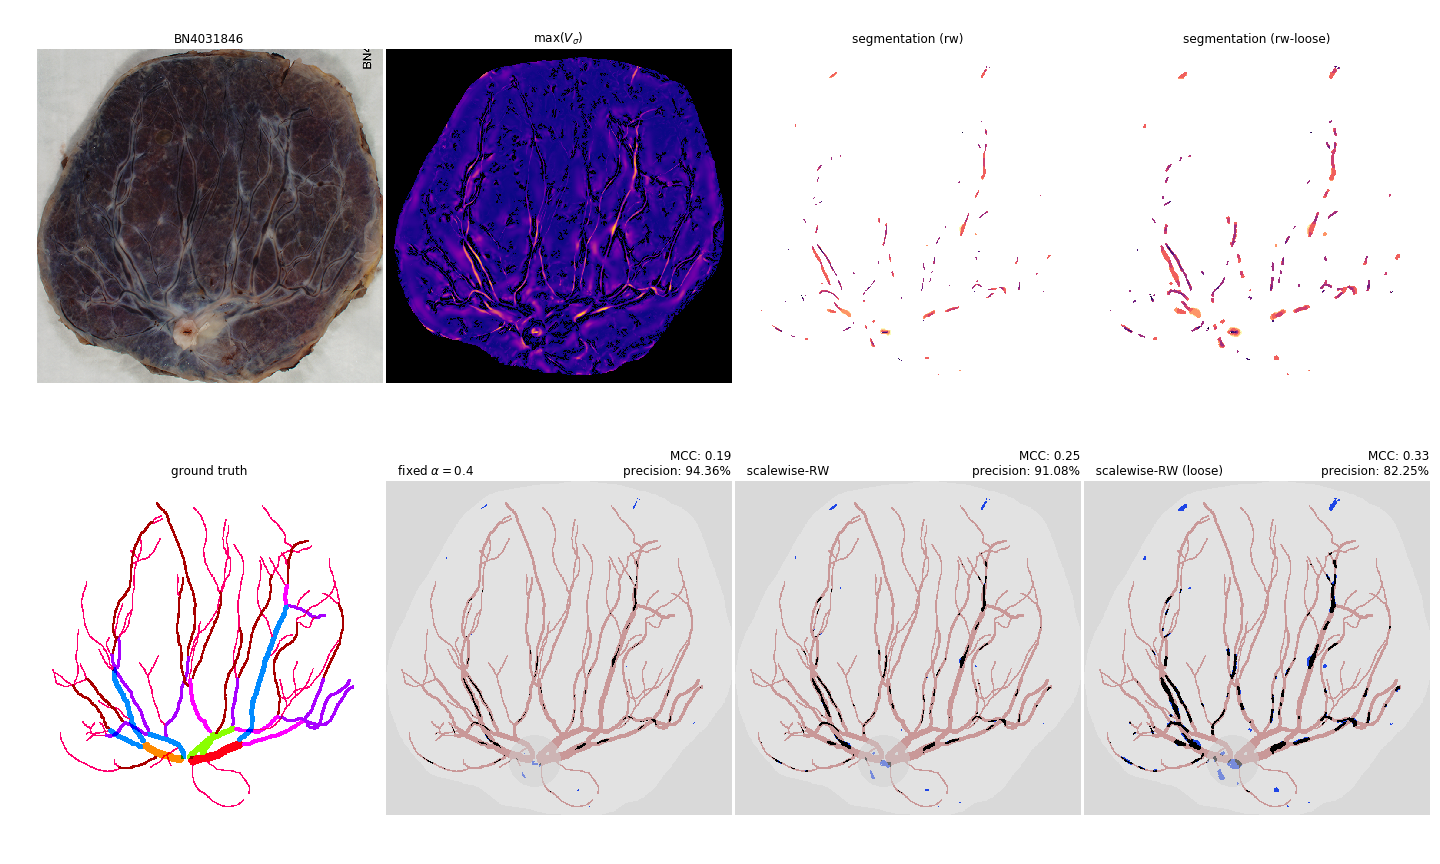 BN4031846
max(Vσ)
segmentation (rw)
segmentation (rw-loose)
BN4
ground truth
fixed α = 0.4
MCC: 0.19
precision: 94.36%
scalewise-RW
MCC: 0.25
precision: 91.08%
scalewise-RW (loose)
MCC: 0.33
precision: 82.25%